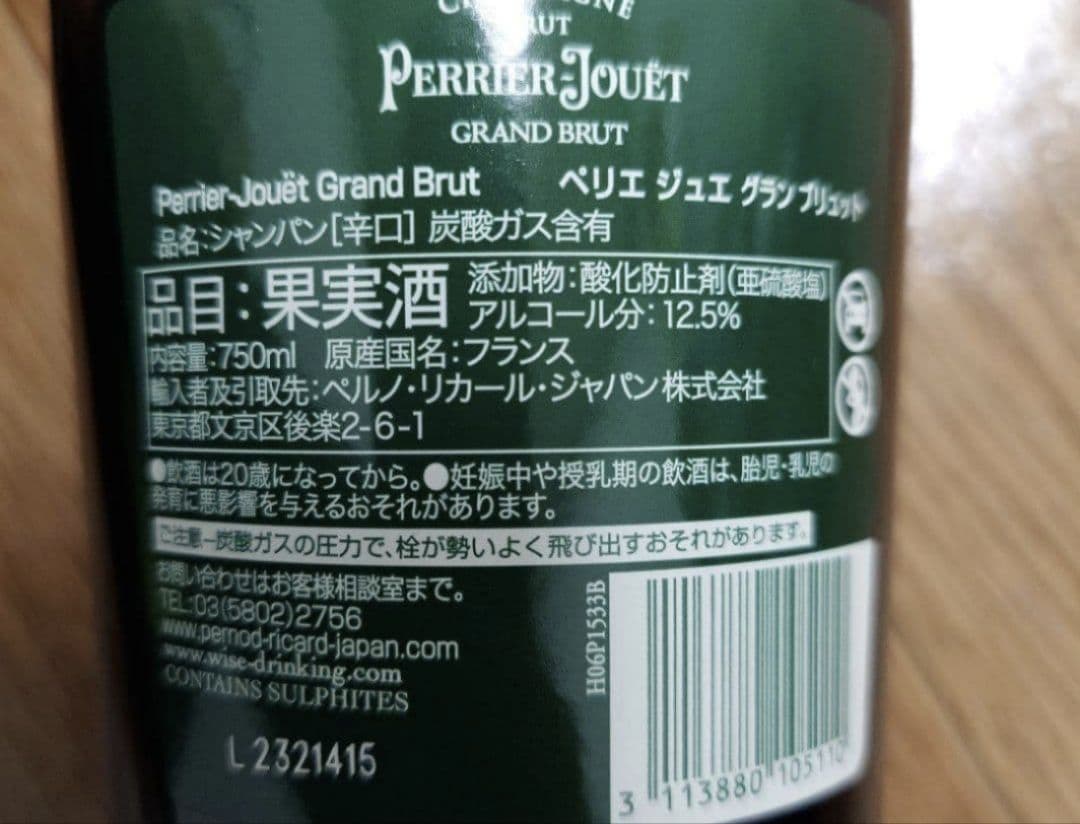 BRUT
PERRIER-JOUËT
GRAND BRUT
Perrier-Jouët Grand Brut ペリエ ジュエ グラン ブリュット
品名:シャンパン[辛口] 炭酸ガス含有
品目:果実酒 添加物:酸化防止剤(亜硫酸塩)
アルコール分:12.5%
内容量:750ml 原産国名:フランス
輸入者及引取先:ペルノ・リカール・ジャパン株式会社
東京都文京区後楽2-6-1
●飲酒は20歳になってから。●妊娠中や授乳期の飲酒は、胎児・乳児の
発育に悪影響を与えるおそれがあります。
ご注意-炭酸ガスの圧力で、栓が勢いよく飛び出すおそれがあります。
お問い合わせはお客様相談室まで。
TEL:03(5802)2756
www.pernod-ricard-japan.com
www.wise-drinking.com
CONTAINS SULPHITES
H06P1533B
L 2321415
3 113880 105110